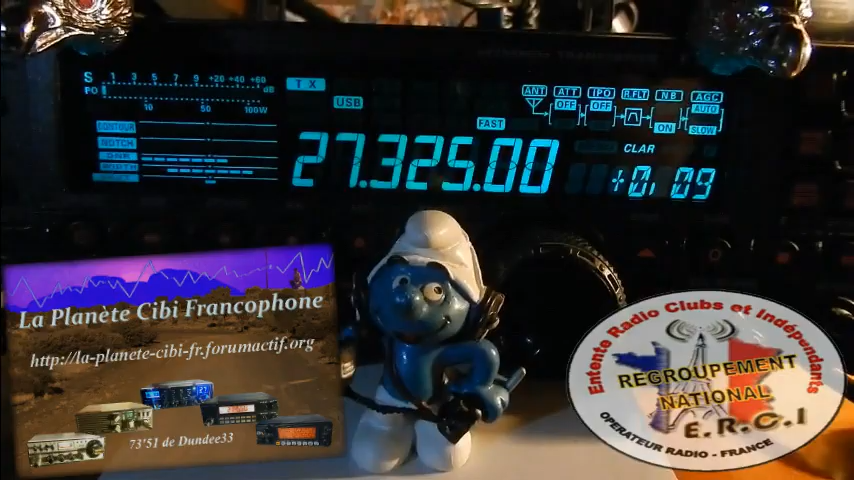 S 1 3 5 7 9 +20 +40 +60 dB
PO 10 50 100W
TX
USB
FAST
ANT ATT IPO R.FLT NB AGC
OFF OFF ON AUTO SLOW
CONTOUR
NOTCH
DNR
WIDTH
27.325.00
CLAR
+0. 09
La Planète Cibi Francophone
http://la-planete-cibi-fr.forumactif.org
73'51 de Dundee33
Entente Radio Clubs et Indépendants
REGROUPEMENT
NATIONAL
E.R.C.I
OPERATEUR RADIO - FRANCE